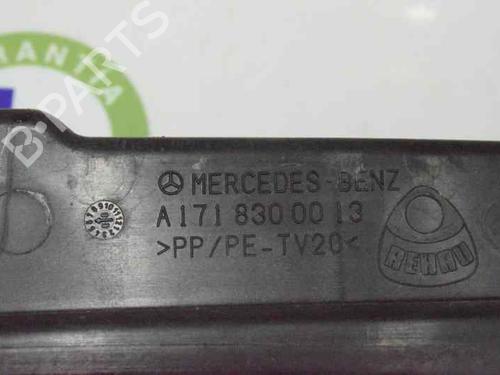 MERCEDES-BENZ
A 171 830 00 13
>PP/PE-TV20<
REHAU
B-PARTS